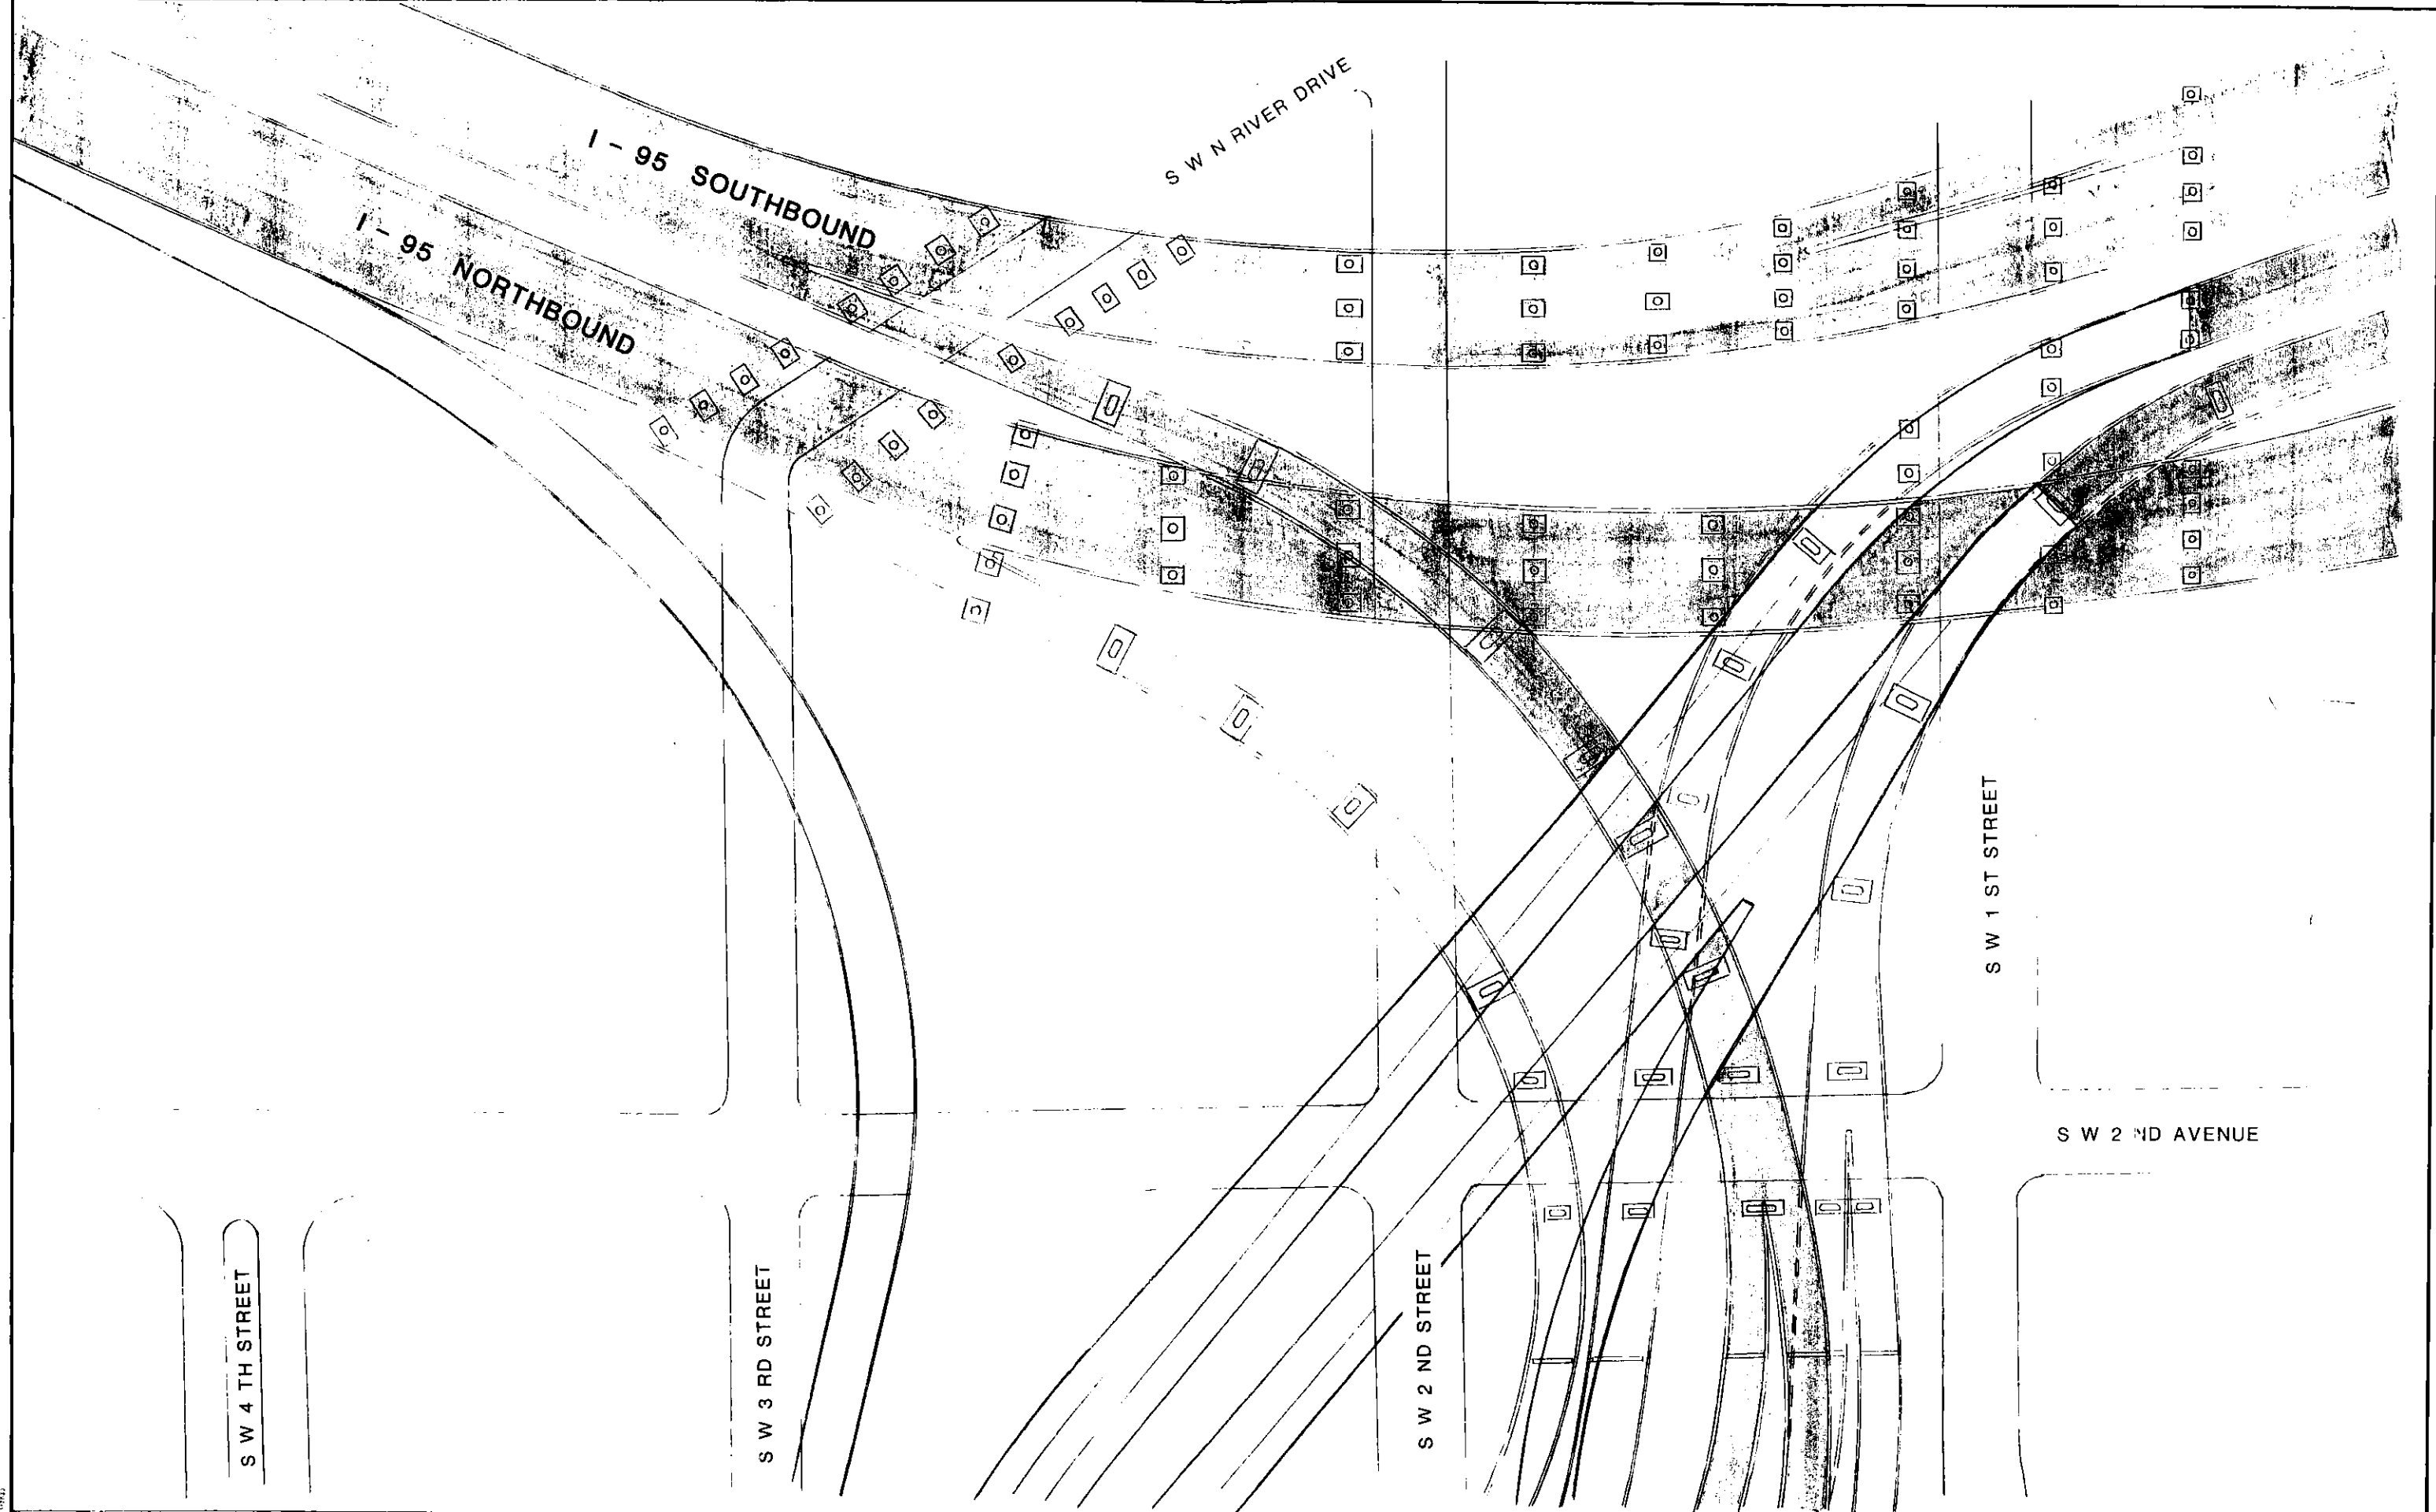 S W N RIVER DRIVE
I - 95 SOUTHBOUND
I - 95 NORTHBOUND
S W 1 ST STREET
S W 2 ND AVENUE
S W 4 TH STREET
S W 3 RD STREET
S W 2 ND STREET